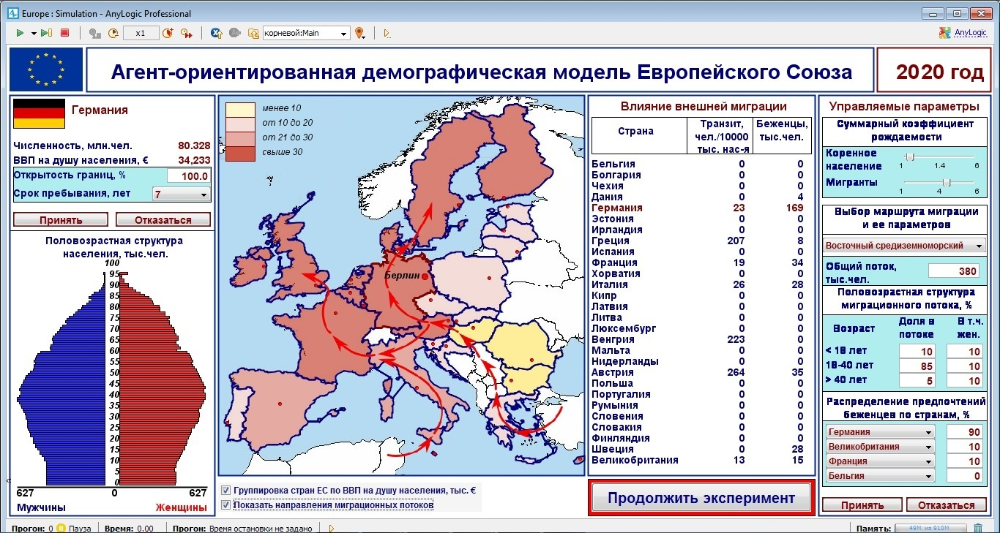 Europe : Simulation - AnyLogic Professional
x1
корневой:Main
AnyLogic
Агент-ориентированная демографическая модель Европейского Союза
2020 год
Германия
Численность, млн.чел. 80.328
ВВП на душу населения, € 34,233
Открытость границ, % 100.0
Срок пребывания, лет 7
Принять Отказаться
Половозрастная структура
населения, тыс.чел.
100
95
90
85
80
75
70
65
60
55
50
45
40
35
30
25
20
15
10
5
0
627 0 627
Мужчины Женщины
менее 10
от 10 до 20
от 21 до 30
свыше 30
Берлин
Группировка стран ЕС по ВВП на душу населения, тыс. €
Показать направления миграционных потоков
Влияние внешней миграции
Страна Транзит, Беженцы,
чел./10000 тыс.чел.
тыс. нас-я
Бельгия 0 0
Болгария 0 0
Чехия 0 0
Дания 0 4
Германия 23 169
Эстония 0 0
Ирландия 0 0
Греция 207 8
Испания 0 0
Франция 19 34
Хорватия 0 0
Италия 26 28
Кипр 0 0
Латвия 0 0
Литва 0 0
Люксембург 0 0
Венгрия 223 0
Мальта 0 0
Нидерланды 0 0
Австрия 264 35
Польша 0 0
Португалия 0 0
Румыния 0 0
Словения 0 0
Словакия 0 0
Финляндия 0 0
Швеция 0 28
Великобритания 13 15
Продолжить эксперимент
Управляемые параметры
Суммарный коэффициент
рождаемости
Коренное
население
1 1.4 6
Мигранты
1 4 6
Выбор маршрута миграции
и ее параметров
Восточный средиземноморский
Общий поток,
тыс.чел. 380
Половозрастная структура
миграционного потока, %
Возраст Доля в потоке В т.ч. жен.
< 18 лет 10 10
18-40 лет 85 10
> 40 лет 5 10
Распределение предпочтений
беженцев по странам, %
Германия 90
Великобритания 10
Франция 10
Бельгия 0
Принять Отказаться
Прогон: 0 Пауза Время: 0.00 Прогон: Время остановки не задано Память: 49M из 910M